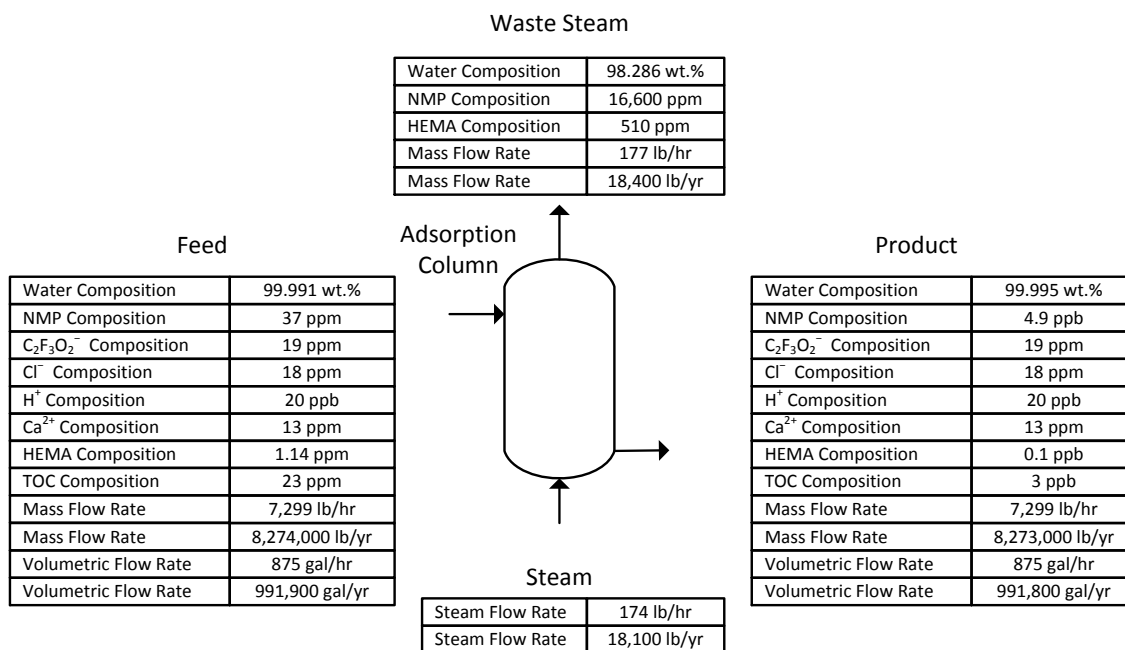 Waste Steam
Water Composition 98.286 wt.%
NMP Composition 16,600 ppm
HEMA Composition 510 ppm
Mass Flow Rate 177 lb/hr
Mass Flow Rate 18,400 lb/yr
Adsorption
Column
Feed
Water Composition 99.991 wt.%
NMP Composition 37 ppm
C₂F₃O₂⁻ Composition 19 ppm
Cl⁻ Composition 18 ppm
H⁺ Composition 20 ppb
Ca²⁺ Composition 13 ppm
HEMA Composition 1.14 ppm
TOC Composition 23 ppm
Mass Flow Rate 7,299 lb/hr
Mass Flow Rate 8,274,000 lb/yr
Volumetric Flow Rate 875 gal/hr
Volumetric Flow Rate 991,900 gal/yr
Product
Water Composition 99.995 wt.%
NMP Composition 4.9 ppb
C₂F₃O₂⁻ Composition 19 ppm
Cl⁻ Composition 18 ppm
H⁺ Composition 20 ppb
Ca²⁺ Composition 13 ppm
HEMA Composition 0.1 ppb
TOC Composition 3 ppb
Mass Flow Rate 7,299 lb/hr
Mass Flow Rate 8,273,000 lb/yr
Volumetric Flow Rate 875 gal/hr
Volumetric Flow Rate 991,800 gal/yr
Steam
Steam Flow Rate 174 lb/hr
Steam Flow Rate 18,100 lb/yr